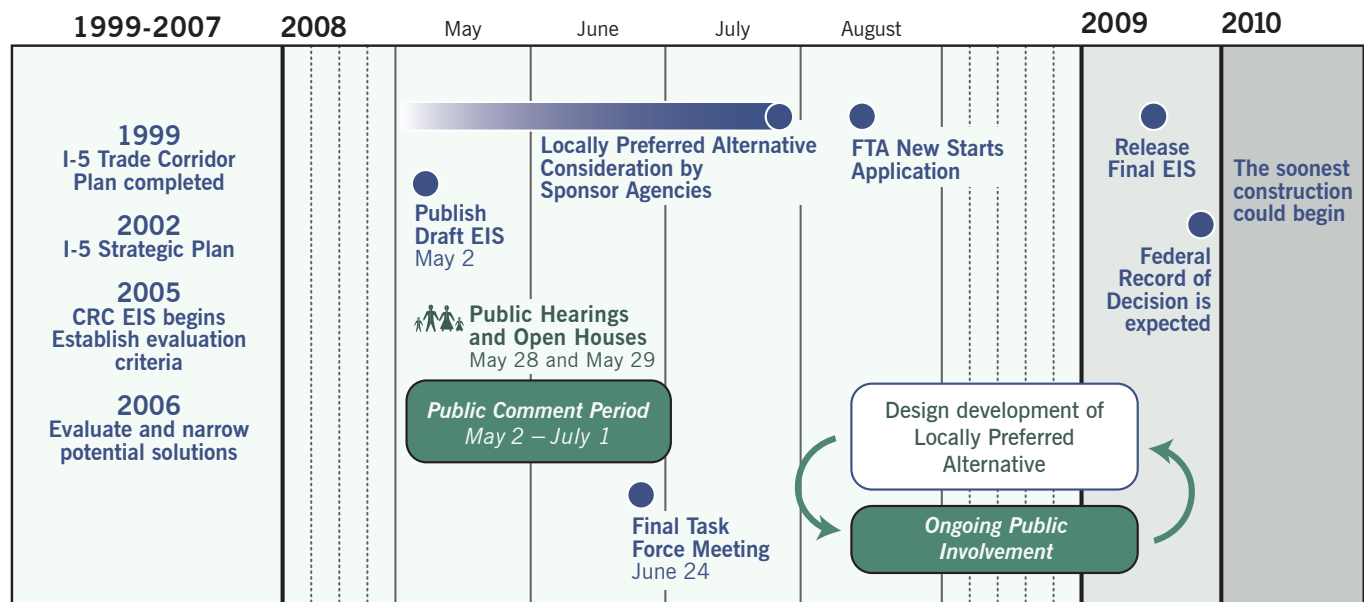 1999-2007
2008
May
June
July
August
2009
2010
1999
I-5 Trade Corridor
Plan completed
2002
I-5 Strategic Plan
2005
CRC EIS begins
Establish evaluation
criteria
2006
Evaluate and narrow
potential solutions
Locally Preferred Alternative
Consideration by
Sponsor Agencies
Publish
Draft EIS
May 2
Public Hearings
and Open Houses
May 28 and May 29
Public Comment Period
May 2 – July 1
Final Task
Force Meeting
June 24
FTA New Starts
Application
Design development of
Locally Preferred
Alternative
Ongoing Public
Involvement
Release
Final EIS
Federal
Record of
Decision is
expected
The soonest
construction
could begin